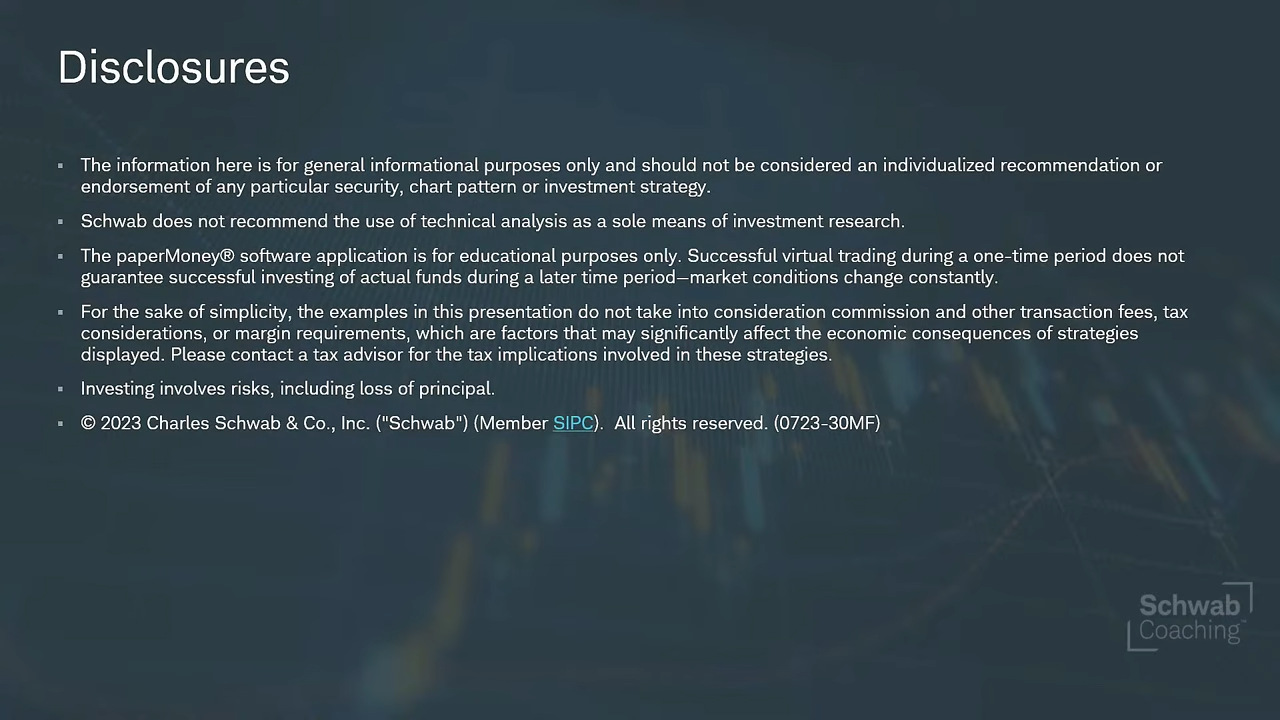 Disclosures
The information here is for general informational purposes only and should not be considered an individualized recommendation or
endorsement of any particular security, chart pattern or investment strategy.
Schwab does not recommend the use of technical analysis as a sole means of investment research.
The paperMoney® software application is for educational purposes only. Successful virtual trading during a one-time period does not
guarantee successful investing of actual funds during a later time period—market conditions change constantly.
For the sake of simplicity, the examples in this presentation do not take into consideration commission and other transaction fees, tax
considerations, or margin requirements, which are factors that may significantly affect the economic consequences of strategies
displayed. Please contact a tax advisor for the tax implications involved in these strategies.
Investing involves risks, including loss of principal.
© 2023 Charles Schwab & Co., Inc. ("Schwab") (Member SIPC).  All rights reserved. (0723-30MF)
Schwab
Coaching™